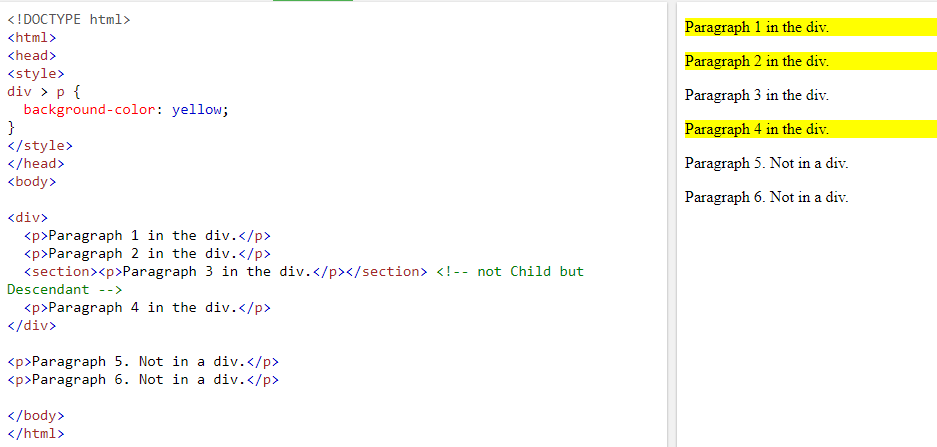 <!DOCTYPE html>
<html>
<head>
<style>
div > p {
  background-color: yellow;
}
</style>
</head>
<body>

<div>
  <p>Paragraph 1 in the div.</p>
  <p>Paragraph 2 in the div.</p>
  <section><p>Paragraph 3 in the div.</p></section> <!-- not Child but
Descendant -->
  <p>Paragraph 4 in the div.</p>
</div>

<p>Paragraph 5. Not in a div.</p>
<p>Paragraph 6. Not in a div.</p>

</body>
</html>
Paragraph 1 in the div.
Paragraph 2 in the div.
Paragraph 3 in the div.
Paragraph 4 in the div.
Paragraph 5. Not in a div.
Paragraph 6. Not in a div.